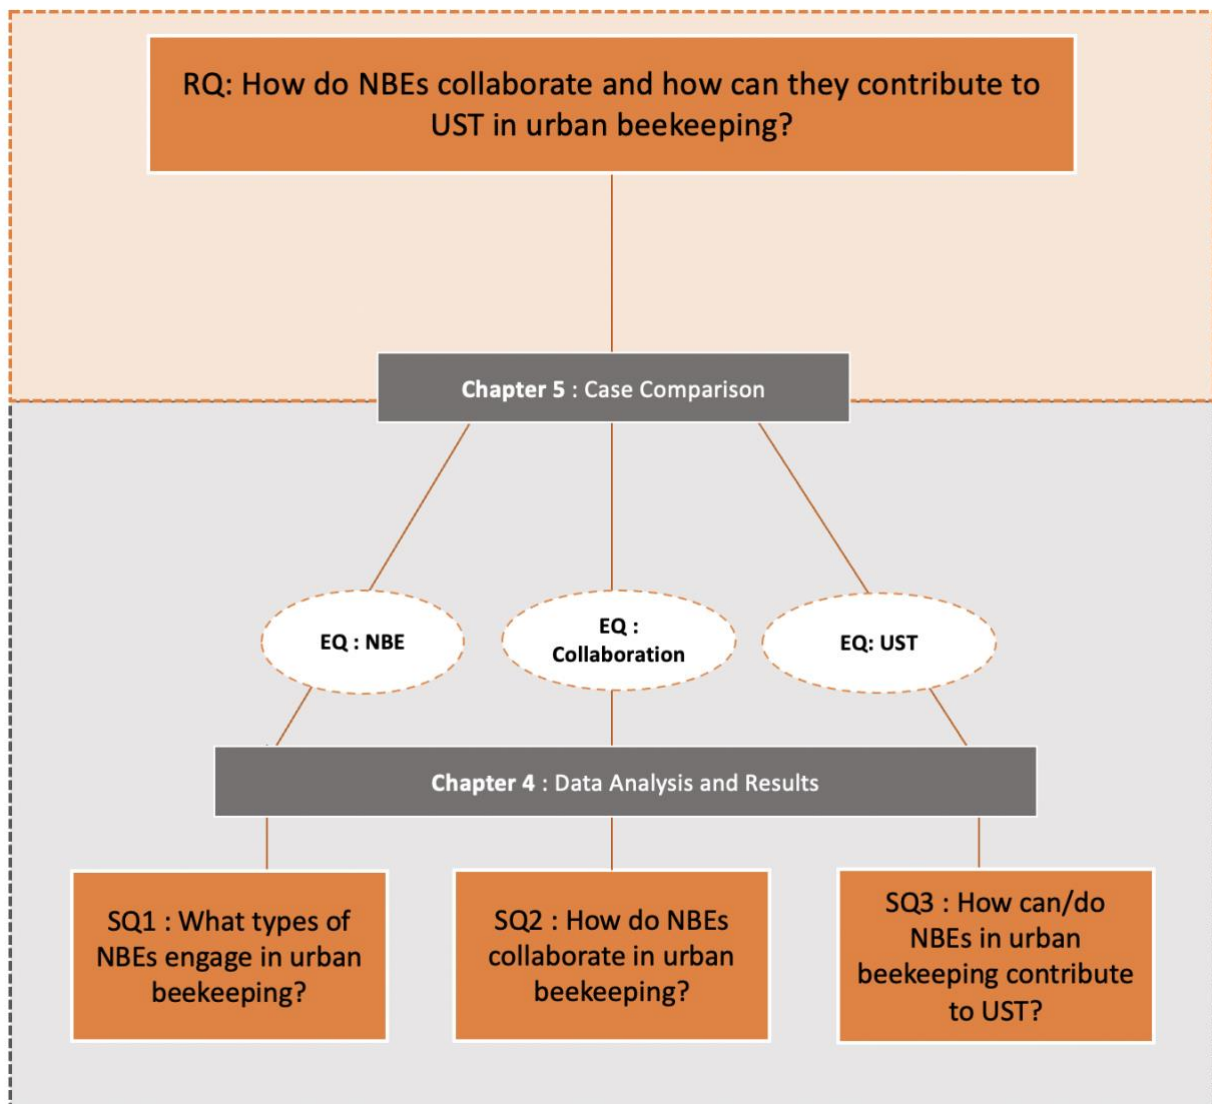 RQ: How do NBEs collaborate and how can they contribute to
UST in urban beekeeping?
Chapter 5 : Case Comparison
EQ : NBE
EQ :
Collaboration
EQ: UST
Chapter 4 : Data Analysis and Results
SQ1 : What types of
NBEs engage in urban
beekeeping?
SQ2 : How do NBEs
collaborate in urban
beekeeping?
SQ3 : How can/do
NBEs in urban
beekeeping contribute
to UST?